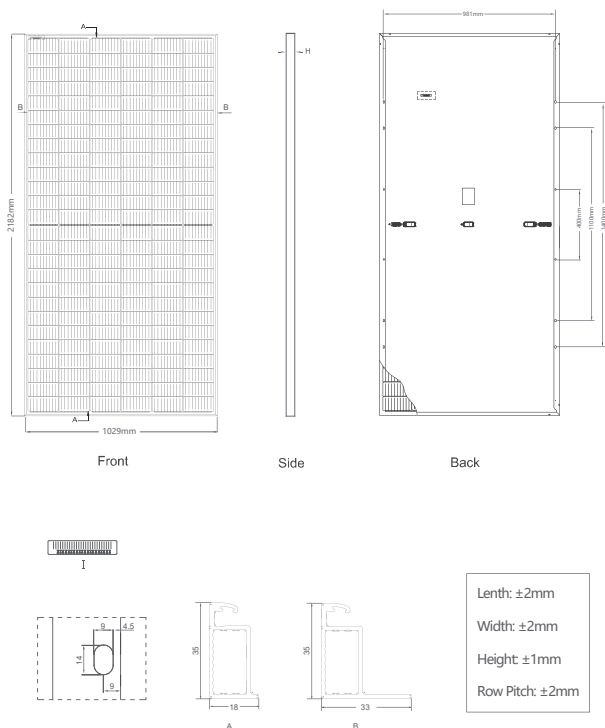 A
981mm
H
B
B
2182mm
400mm
1100mm
1400mm
A
1029mm
Front
Side
Back
I
9
4.5
14
9
35
18
A
35
33
B
Lenth: ±2mm
Width: ±2mm
Height: ±1mm
Row Pitch: ±2mm